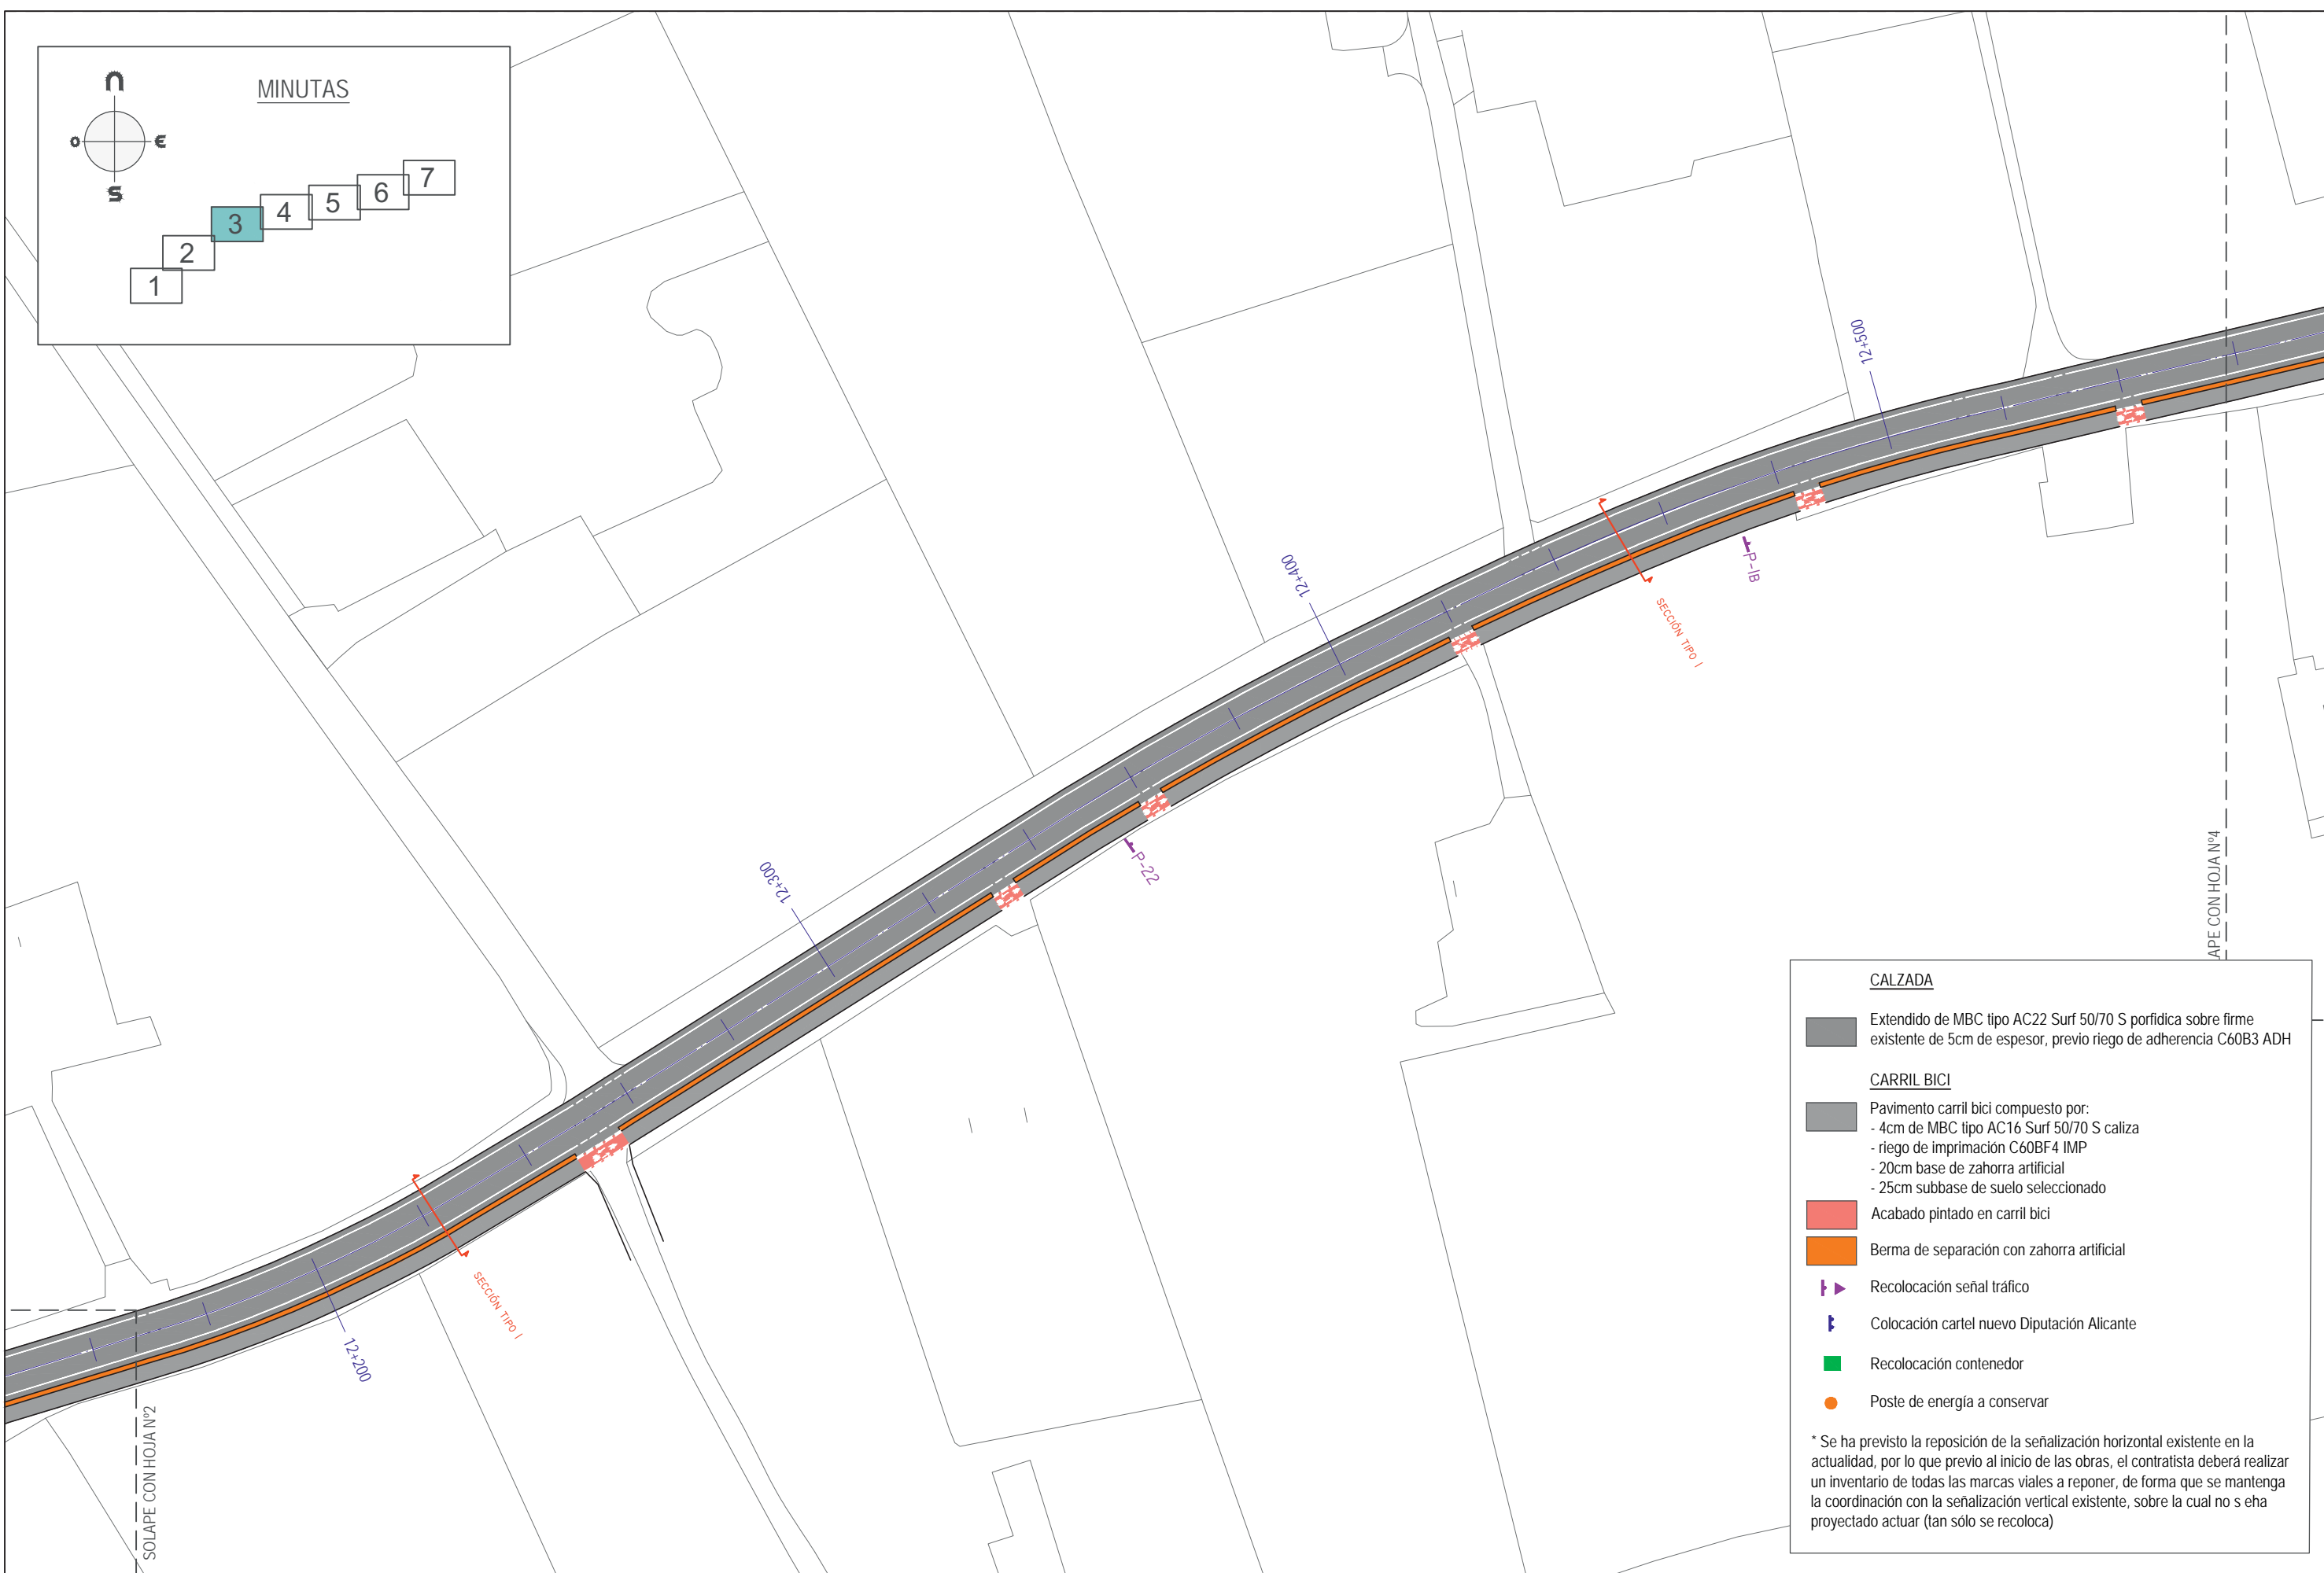 MINUTAS
N
O
E
S
1
2
3
4
5
6
7
12+500
12+400
12+300
12+200
P-1B
P-22
SECCIÓN TIPO I
SECCIÓN TIPO I
SOLAPE CON HOJA Nº2
APE CON HOJA Nº4
CALZADA
Extendido de MBC tipo AC22 Surf 50/70 S porfidica sobre firme
existente de 5cm de espesor, previo riego de adherencia C60B3 ADH
CARRIL BICI
Pavimento carril bici compuesto por:
- 4cm de MBC tipo AC16 Surf 50/70 S caliza
- riego de imprimación C60BF4 IMP
- 20cm base de zahorra artificial
- 25cm subbase de suelo seleccionado
Acabado pintado en carril bici
Berma de separación con zahorra artificial
Recolocación señal tráfico
Colocación cartel nuevo Diputación Alicante
Recolocación contenedor
Poste de energía a conservar
* Se ha previsto la reposición de la señalización horizontal existente en la
actualidad, por lo que previo al inicio de las obras, el contratista deberá realizar
un inventario de todas las marcas viales a reponer, de forma que se mantenga
la coordinación con la señalización vertical existente, sobre la cual no s eha
proyectado actuar (tan sólo se recoloca)